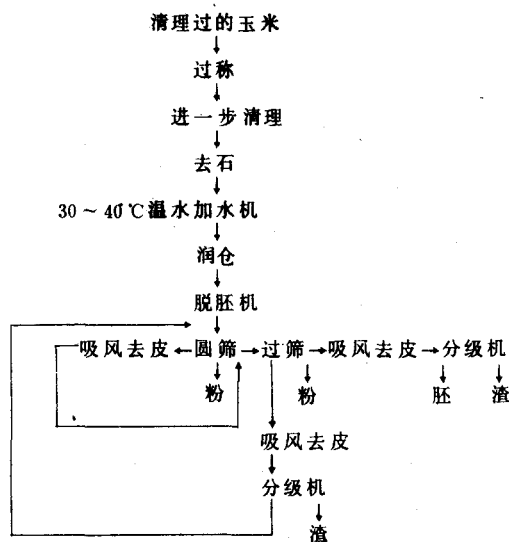 清理过的玉米
过称
进一步清理
去石
30～40℃温水加水机
润仓
脱胚机
吸风去皮 圆筛 过筛 吸风去皮 分级机
粉 粉 胚 渣
吸风去皮
分级机
渣